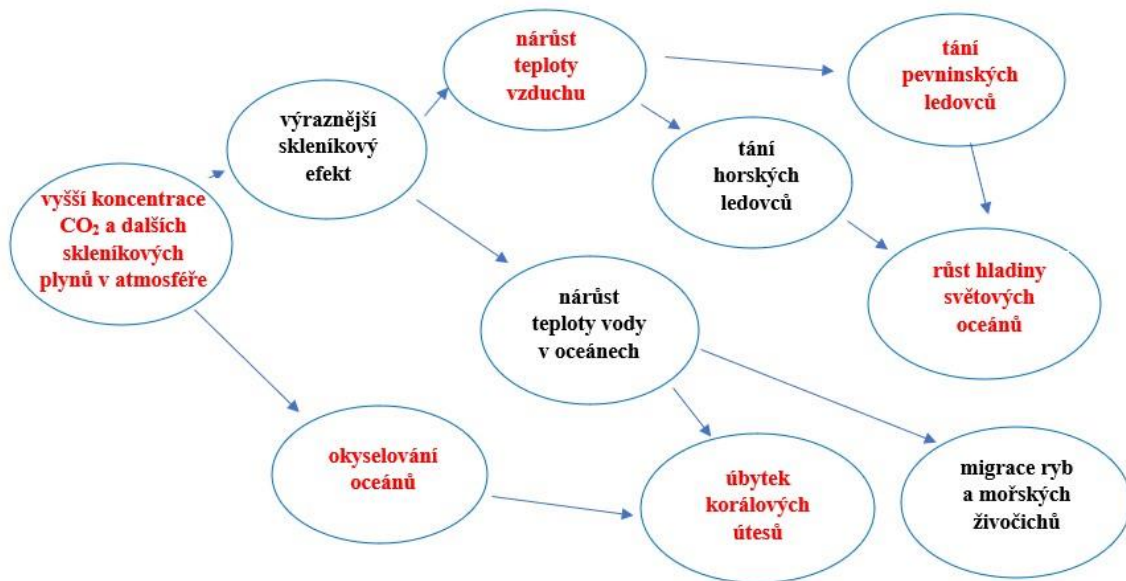 nárůst
teploty
vzduchu
tání
pevninských
ledovců
výraznější
skleníkový
efekt
tání
horských
ledovců
vyšší koncentrace
CO₂ a dalších
skleníkových
plynů v atmosféře
růst hladiny
světových
oceánů
nárůst
teploty vody
v oceánech
okyselování
oceánů
úbytek
korálových
útesů
migrace ryb
a mořských
živočichů